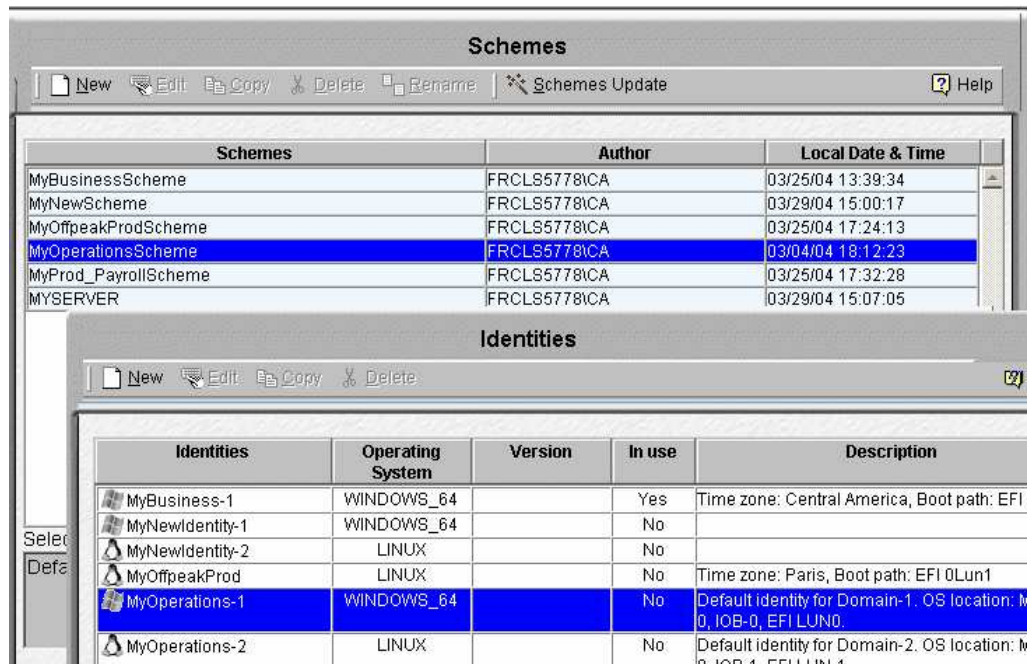 Schemes
New Edit Copy Delete Rename Schemes Update Help
Schemes Author Local Date & Time
MyBusinessScheme FRCLS5778\CA 03/25/04 13:39:34
MyNewScheme FRCLS5778\CA 03/29/04 15:00:17
MyOffpeakProdScheme FRCLS5778\CA 03/25/04 17:24:13
MyOperationsScheme FRCLS5778\CA 03/04/04 18:12:23
MyProd_PayrollScheme FRCLS5778\CA 03/25/04 17:32:28
MYSERVER FRCLS5778\CA 03/29/04 15:07:05
Identities
New Edit Copy Delete
Identities Operating System Version In use Description
MyBusiness-1 WINDOWS_64 Yes Time zone: Central America, Boot path: EFI
MyNewIdentity-1 WINDOWS_64 No
MyNewIdentity-2 LINUX No
MyOffpeakProd LINUX No Time zone: Paris, Boot path: EFI 0Lun1
MyOperations-1 WINDOWS_64 No Default identity for Domain-1. OS location: M
0, IOB-0, EFI LUN0.
MyOperations-2 LINUX No Default identity for Domain-2. OS location: M
Selec
Defa